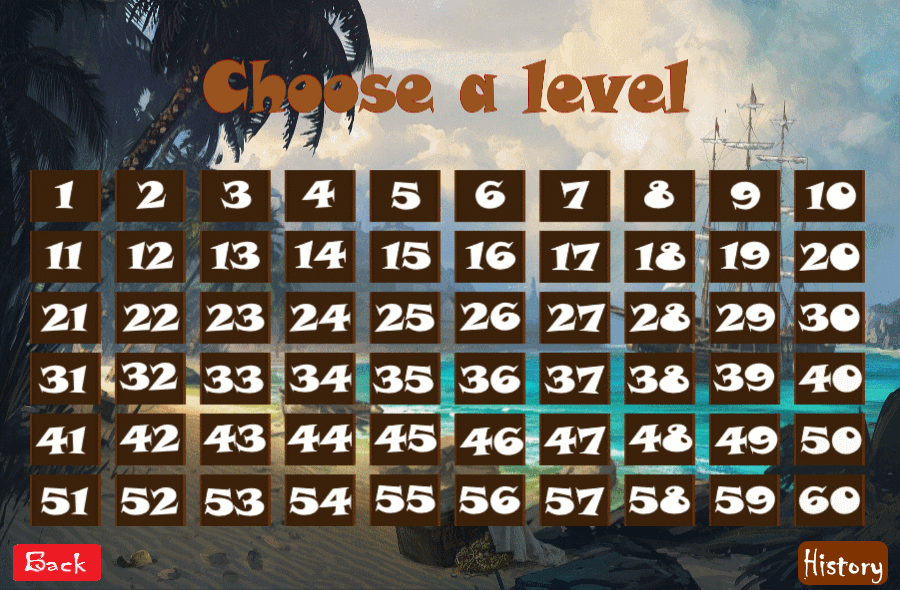 Choose a level
1 2 3 4 5 6 7 8 9 10
11 12 13 14 15 16 17 18 19 20
21 22 23 24 25 26 27 28 29 30
31 32 33 34 35 36 37 38 39 40
41 42 43 44 45 46 47 48 49 50
51 52 53 54 55 56 57 58 59 60
Back History